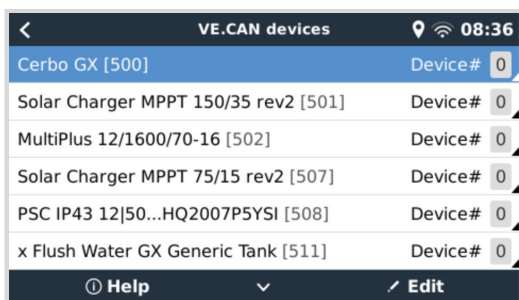 VE.CAN devices 08:36
Cerbo GX [500] Device# 0
Solar Charger MPPT 150/35 rev2 [501] Device# 0
MultiPlus 12/1600/70-16 [502] Device# 0
Solar Charger MPPT 75/15 rev2 [507] Device# 0
PSC IP43 12|50...HQ2007P5YSI [508] Device# 0
x Flush Water GX Generic Tank [511] Device# 0
Help Edit